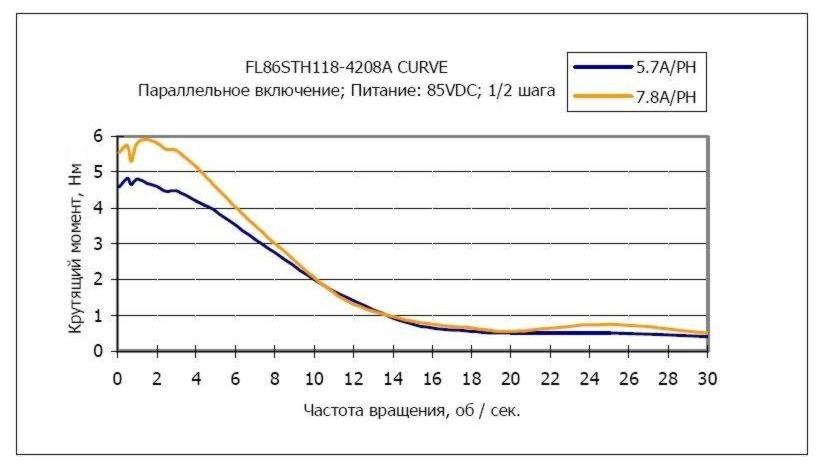 FL86STH118-4208A CURVE
Параллельное включение; Питание: 85VDC; 1/2 шага
5.7A/PH
7.8A/PH
Крутящий момент, Нм
6
5
4
3
2
1
0
0 2 4 6 8 10 12 14 16 18 20 22 24 26 28 30
Частота вращения, об / сек.